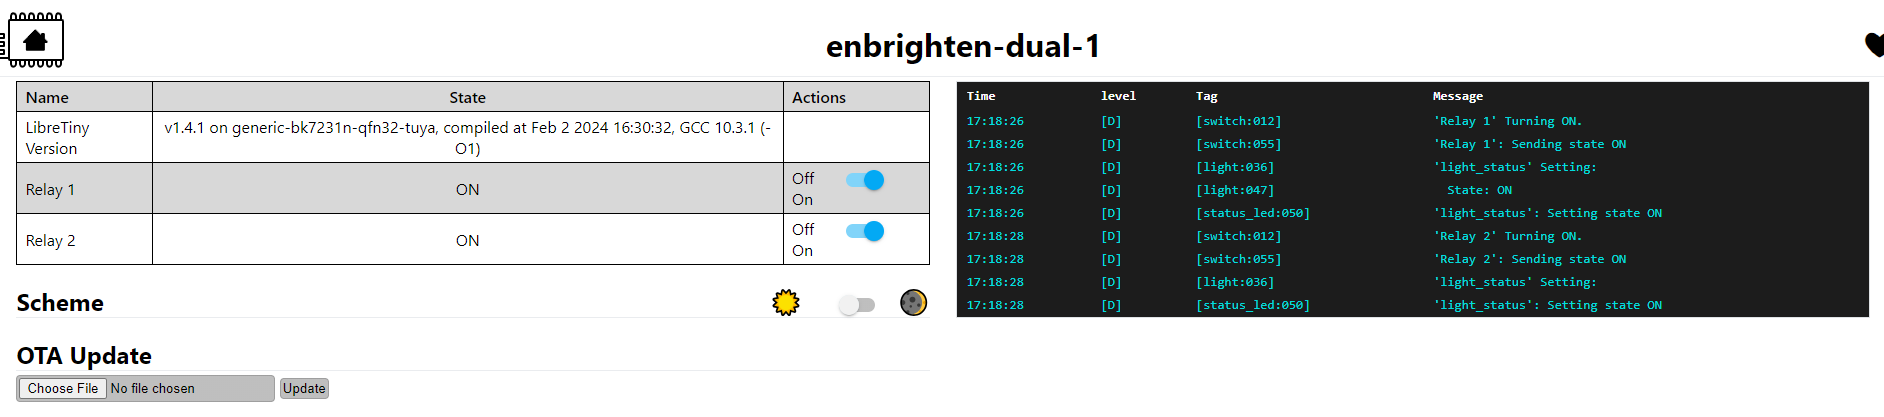 enbrighten-dual-1
Name State Actions
LibreTiny Version v1.4.1 on generic-bk7231n-qfn32-tuya, compiled at Feb 2 2024 16:30:32, GCC 10.3.1 (-O1)
Relay 1 ON Off On
Relay 2 ON Off On
Scheme
OTA Update
Choose File No file chosen Update
Time level Tag Message
17:18:26 [D] [switch:012] 'Relay 1' Turning ON.
17:18:26 [D] [switch:055] 'Relay 1': Sending state ON
17:18:26 [D] [light:036] 'light_status' Setting:
17:18:26 [D] [light:047] State: ON
17:18:26 [D] [status_led:050] 'light_status': Setting state ON
17:18:28 [D] [switch:012] 'Relay 2' Turning ON.
17:18:28 [D] [switch:055] 'Relay 2': Sending state ON
17:18:28 [D] [light:036] 'light_status' Setting:
17:18:28 [D] [status_led:050] 'light_status': Setting state ON